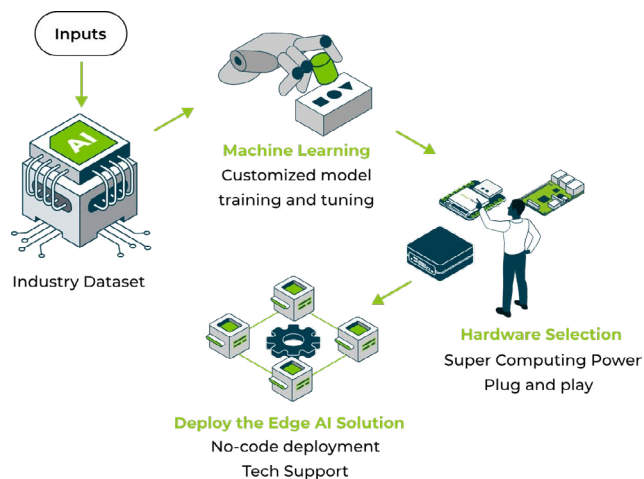 Inputs
AI
Industry Dataset
Machine Learning
Customized model
training and tuning
Hardware Selection
Super Computing Power
Plug and play
Deploy the Edge AI Solution
No-code deployment
Tech Support